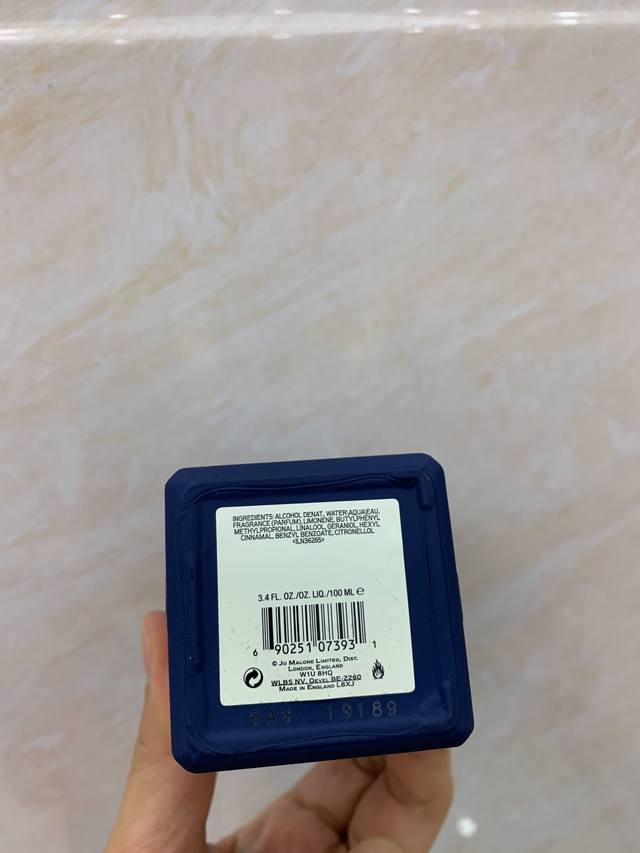 INGREDIENTS: ALCOHOL DENAT, WATER\AQUA\EAU,
FRAGRANCE (PARFUM), LIMONENE, BUTYLPHENYL
METHYLPROPIONAL, LINALOOL, GERANIOL, HEXYL
CINNAMAL, BENZYL BENZOATE, CITRONELLOL
<ILN36265>
3.4 FL. OZ./OZ. LIQ./100 ML ℮
6 90251 07393 1
© JO MALONE LIMITED, DIST.
LONDON, ENGLAND
W1U 8HQ
WLBS NV. OEVEL BE-2260
MADE IN ENGLAND L8XJ
19189